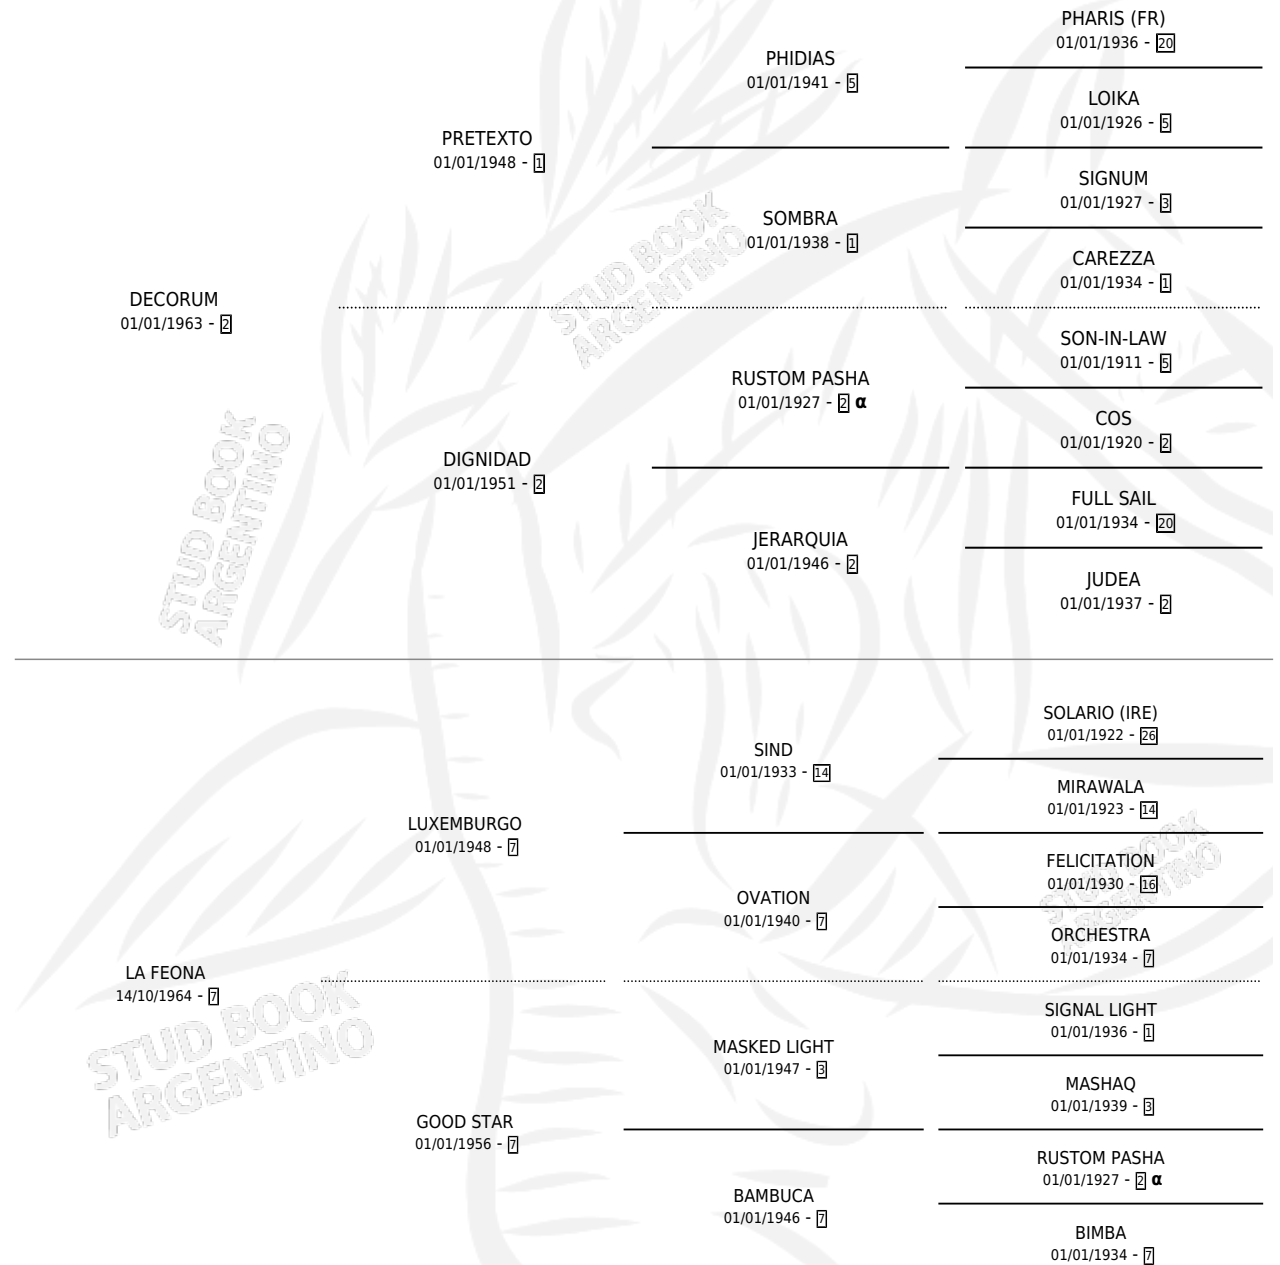 PHARIS (FR)
01/01/1936 - 20
PHIDIAS
01/01/1941 - 5
LOIKA
01/01/1926 - 5
PRETEXTO
01/01/1948 - 1
SIGNUM
01/01/1927 - 3
SOMBRA
01/01/1938 - 1
CAREZZA
01/01/1934 - 1
DECORUM
01/01/1963 - 2
SON-IN-LAW
01/01/1911 - 5
RUSTOM PASHA
01/01/1927 - 2 α
COS
01/01/1920 - 2
DIGNIDAD
01/01/1951 - 2
FULL SAIL
01/01/1934 - 20
JERARQUIA
01/01/1946 - 2
JUDEA
01/01/1937 - 2
SOLARIO (IRE)
01/01/1922 - 26
SIND
01/01/1933 - 14
MIRAWALA
01/01/1923 - 14
LUXEMBURGO
01/01/1948 - 7
FELICITATION
01/01/1930 - 16
OVATION
01/01/1940 - 7
ORCHESTRA
01/01/1934 - 7
LA FEONA
14/10/1964 - 7
SIGNAL LIGHT
01/01/1936 - 1
MASKED LIGHT
01/01/1947 - 3
MASHAQ
01/01/1939 - 3
GOOD STAR
01/01/1956 - 7
RUSTOM PASHA
01/01/1927 - 2 α
BAMBUCA
01/01/1946 - 7
BIMBA
01/01/1934 - 7
STUD BOOK
ARGENTINO
STUD BOOK
ARGENTINO
STUD BOOK
ARGENTINO
STUD BOOK
ARGENTINO